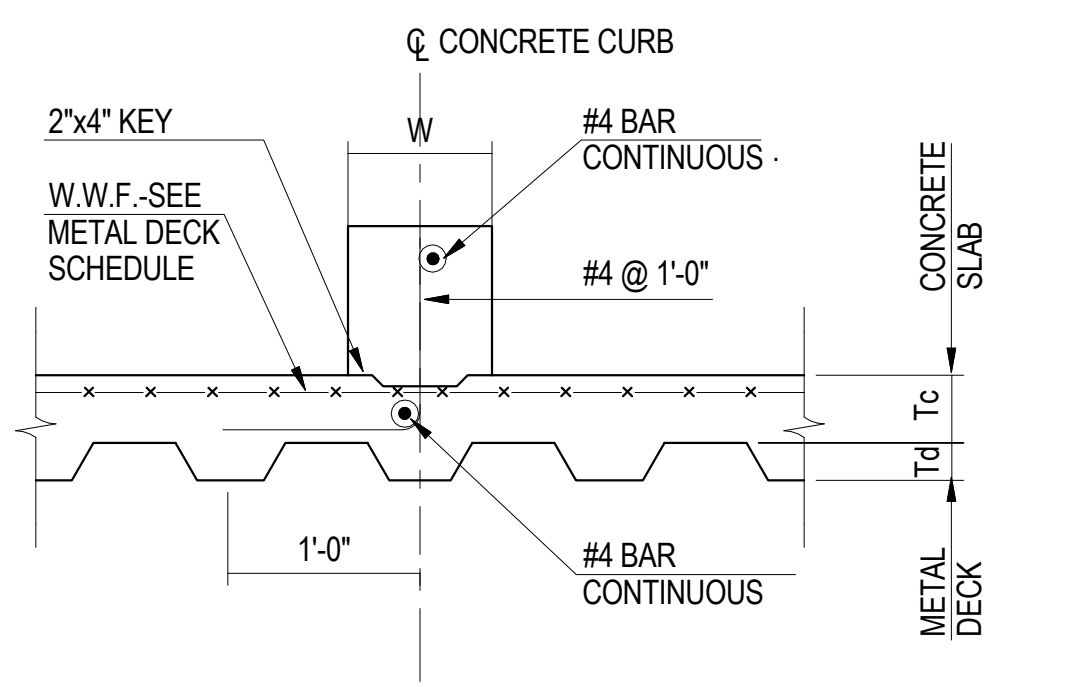 ℄ CONCRETE CURB
2"x4" KEY
W
#4 BAR
CONTINUOUS
W.W.F.-SEE
METAL DECK
SCHEDULE
#4 @ 1'-0"
CONCRETE
SLAB
Tc
Td
1'-0"
#4 BAR
CONTINUOUS
METAL
DECK